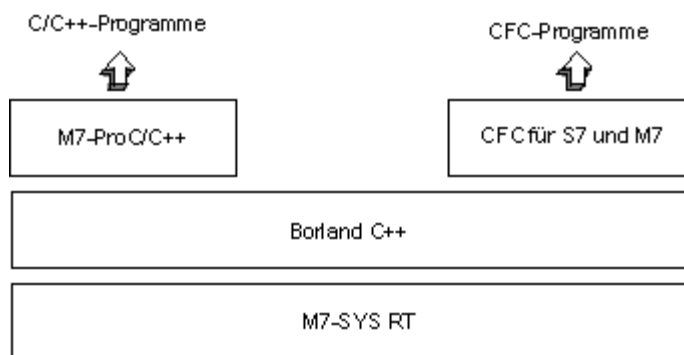 C/C++-Programme
CFC-Programme
M7-ProC/C++
CFC für S7 und M7
Borland C++
M7-SYS RT